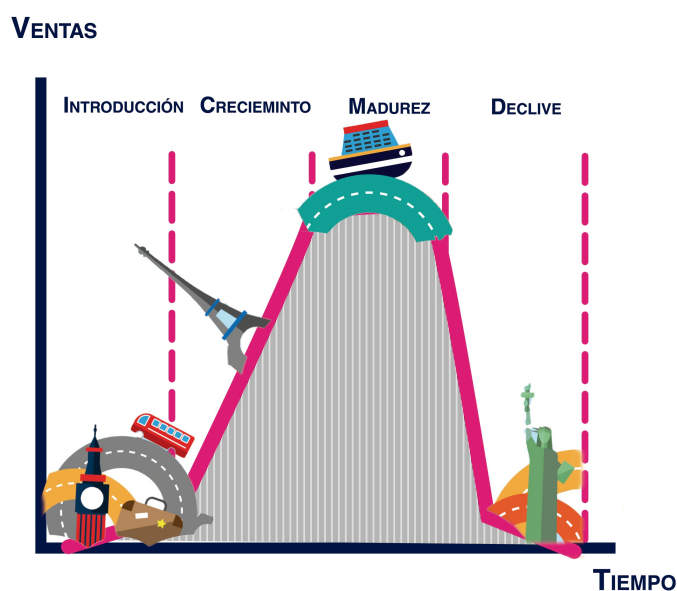 VENTAS
INTRODUCCIÓN
CRECIEMINTO
MADUREZ
DECLIVE
TIEMPO